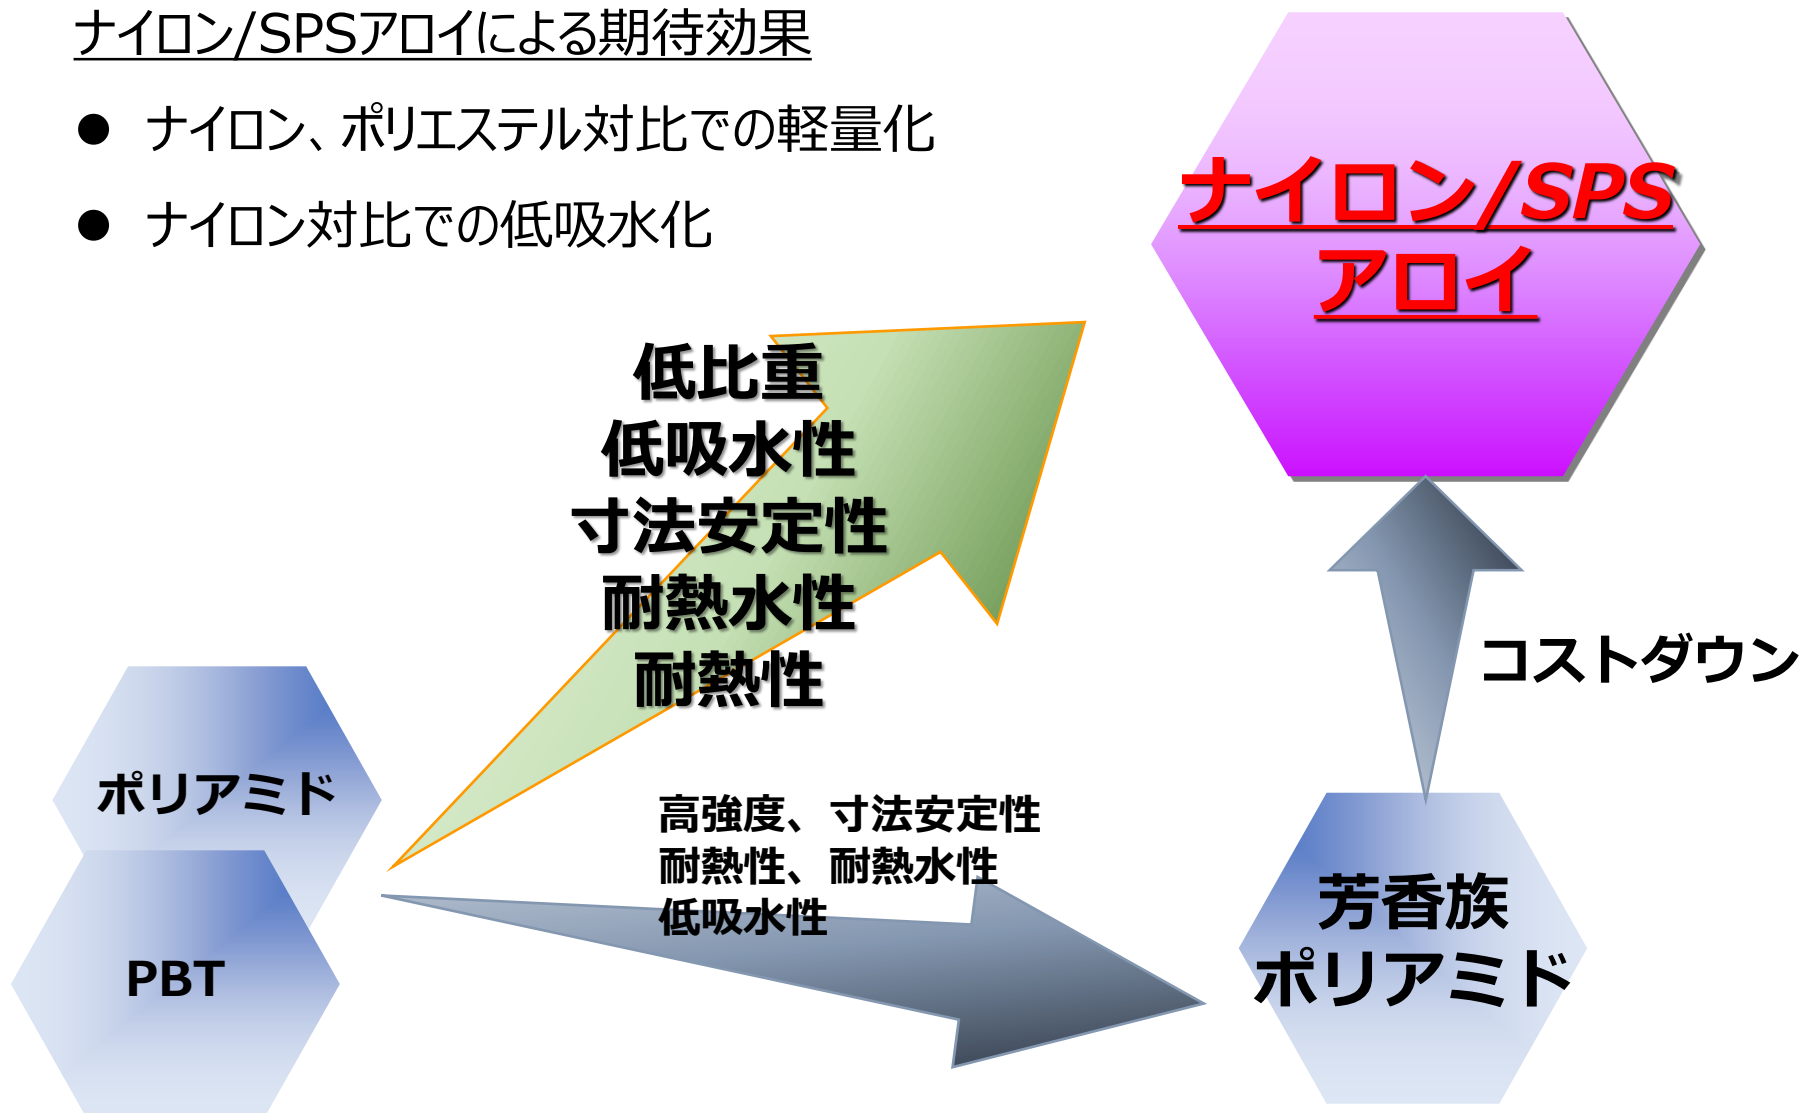 ナイロン/SPSアロイによる期待効果
● ナイロン、ポリエステル対比での軽量化
● ナイロン対比での低吸水化
ナイロン/SPS
アロイ
低比重
低吸水性
寸法安定性
耐熱水性
耐熱性
コストダウン
ポリアミド
PBT
高強度、寸法安定性
耐熱性、耐熱水性
低吸水性
芳香族
ポリアミド